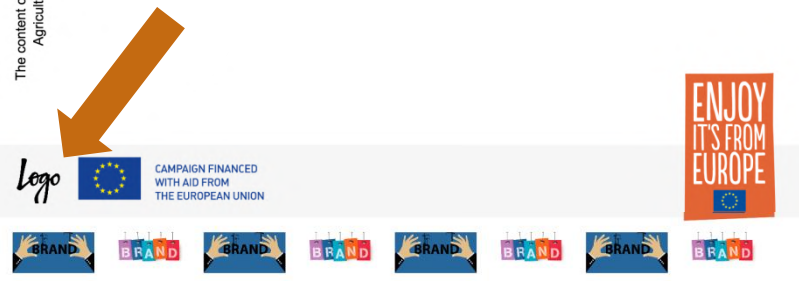 The content o
Agricult
ENJOY
IT'S FROM
EUROPE
Logo
CAMPAIGN FINANCED
WITH AID FROM
THE EUROPEAN UNION
BRAND BRAND BRAND BRAND BRAND BRAND BRAND BRAND